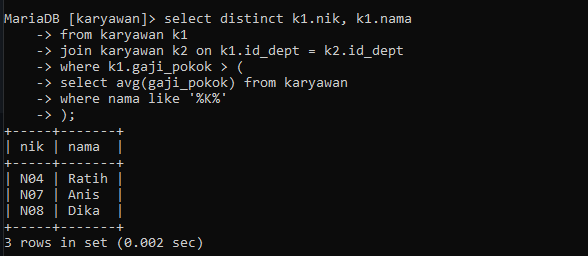 MariaDB [karyawan]> select distinct k1.nik, k1.nama
    -> from karyawan k1
    -> join karyawan k2 on k1.id_dept = k2.id_dept
    -> where k1.gaji_pokok > (
    -> select avg(gaji_pokok) from karyawan
    -> where nama like '%K%'
    -> );
+-----+-------+
| nik | nama  |
+-----+-------+
| N04 | Ratih |
| N07 | Anis  |
| N08 | Dika  |
+-----+-------+
3 rows in set (0.002 sec)